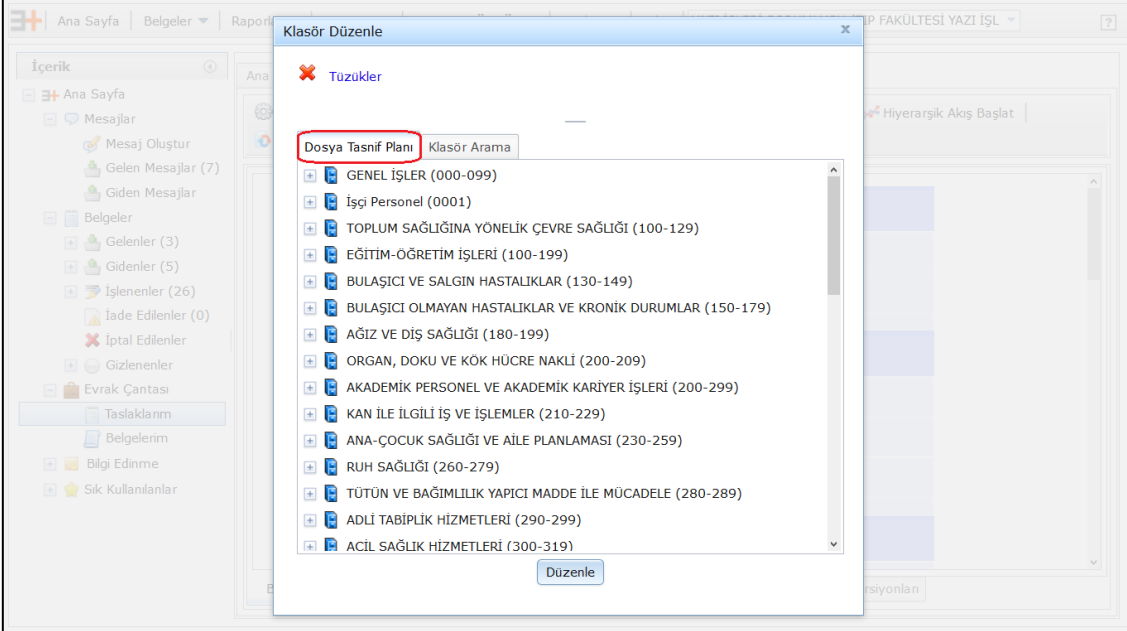 Ana Sayfa Belgeler
IP FAKÜLTESİ YAZI İŞL
?
Klasör Düzenle
x
Tüzükler
Dosya Tasnif Planı Klasör Arama
GENEL İŞLER (000-099)
İşçi Personel (0001)
TOPLUM SAĞLIĞINA YÖNELİK ÇEVRE SAĞLIĞI (100-129)
EĞİTİM-ÖĞRETİM İŞLERİ (100-199)
BULAŞICI VE SALGIN HASTALIKLAR (130-149)
BULAŞICI OLMAYAN HASTALIKLAR VE KRONİK DURUMLAR (150-179)
AĞIZ VE DİŞ SAĞLIĞI (180-199)
ORGAN, DOKU VE KÖK HÜCRE NAKLİ (200-209)
AKADEMİK PERSONEL VE AKADEMİK KARİYER İŞLERİ (200-299)
KAN İLE İLGİLİ İŞ VE İŞLEMLER (210-229)
ANA-ÇOCUK SAĞLIĞI VE AİLE PLANLAMASI (230-259)
RUH SAĞLIĞI (260-279)
TÜTÜN VE BAĞIMLILIK YAPICI MADDE İLE MÜCADELE (280-289)
ADLİ TABİPLİK HİZMETLERİ (290-299)
ACİL SAĞLIK HİZMETLERİ (300-319)
Düzenle
İçerik
Ana Sayfa
Mesajlar
Mesaj Oluştur
Gelen Mesajlar (7)
Giden Mesajlar
Belgeler
Gelenler (3)
Gidenler (5)
İşlenenler (26)
İade Edilenler (0)
İptal Edilenler
Gizlenenler
Evrak Çantası
Taslaklarım
Belgelerim
Bilgi Edinme
Sık Kullanılanlar
Ana
Hiyerarşik Akış Başlat
rsiyonları